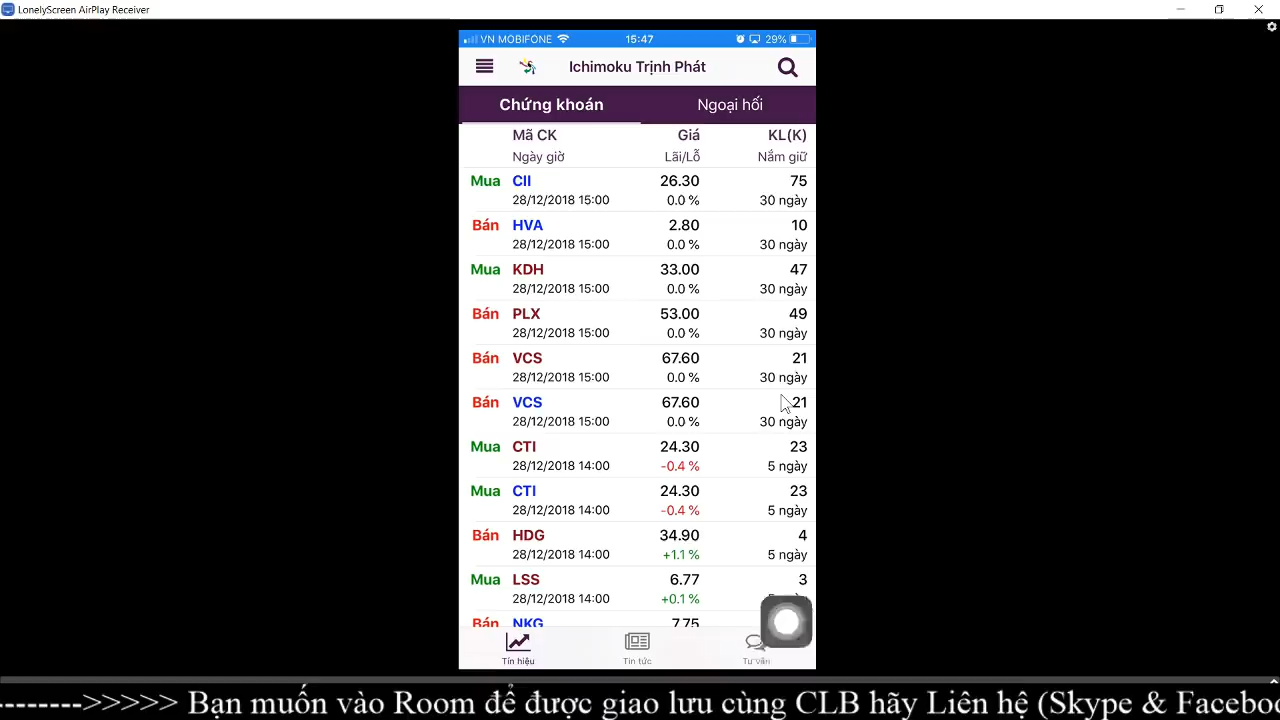 LonelyScreen AirPlay Receiver
VN MOBIFONE 15:47 29%
Ichimoku Trịnh Phát
Chứng khoán Ngoại hối
Mã CK Giá KL(K)
Ngày giờ Lãi/Lỗ Nắm giữ
Mua CII 26.30 75
28/12/2018 15:00 0.0 % 30 ngày
Bán HVA 2.80 10
28/12/2018 15:00 0.0 % 30 ngày
Mua KDH 33.00 47
28/12/2018 15:00 0.0 % 30 ngày
Bán PLX 53.00 49
28/12/2018 15:00 0.0 % 30 ngày
Bán VCS 67.60 21
28/12/2018 15:00 0.0 % 30 ngày
Bán VCS 67.60 21
28/12/2018 15:00 0.0 % 30 ngày
Mua CTI 24.30 23
28/12/2018 14:00 -0.4 % 5 ngày
Mua CTI 24.30 23
28/12/2018 14:00 -0.4 % 5 ngày
Bán HDG 34.90 4
28/12/2018 14:00 +1.1 % 5 ngày
Mua LSS 6.77 3
28/12/2018 14:00 +0.1 %
Bán NKG 7.75
Tín hiệu Tin tức Tư vấn
------->>>>> Bạn muốn vào Room để được giao lưu cùng CLB hãy Liên hệ (Skype & Faceboo